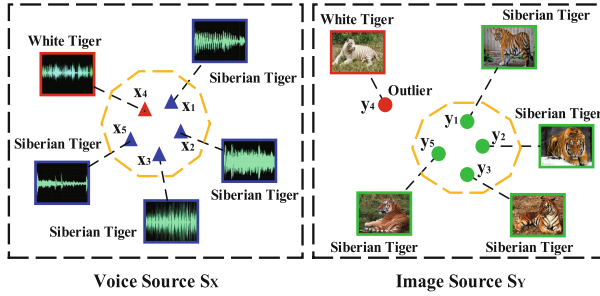 White Tiger
Siberian Tiger
x4
x1
x5
x2
x3
Siberian Tiger
Siberian Tiger
Siberian Tiger
Voice Source SX
Siberian Tiger
White Tiger
Outlier
y4
y1
y2
Siberian Tiger
y5
y3
Siberian Tiger
Siberian Tiger
Image Source SY